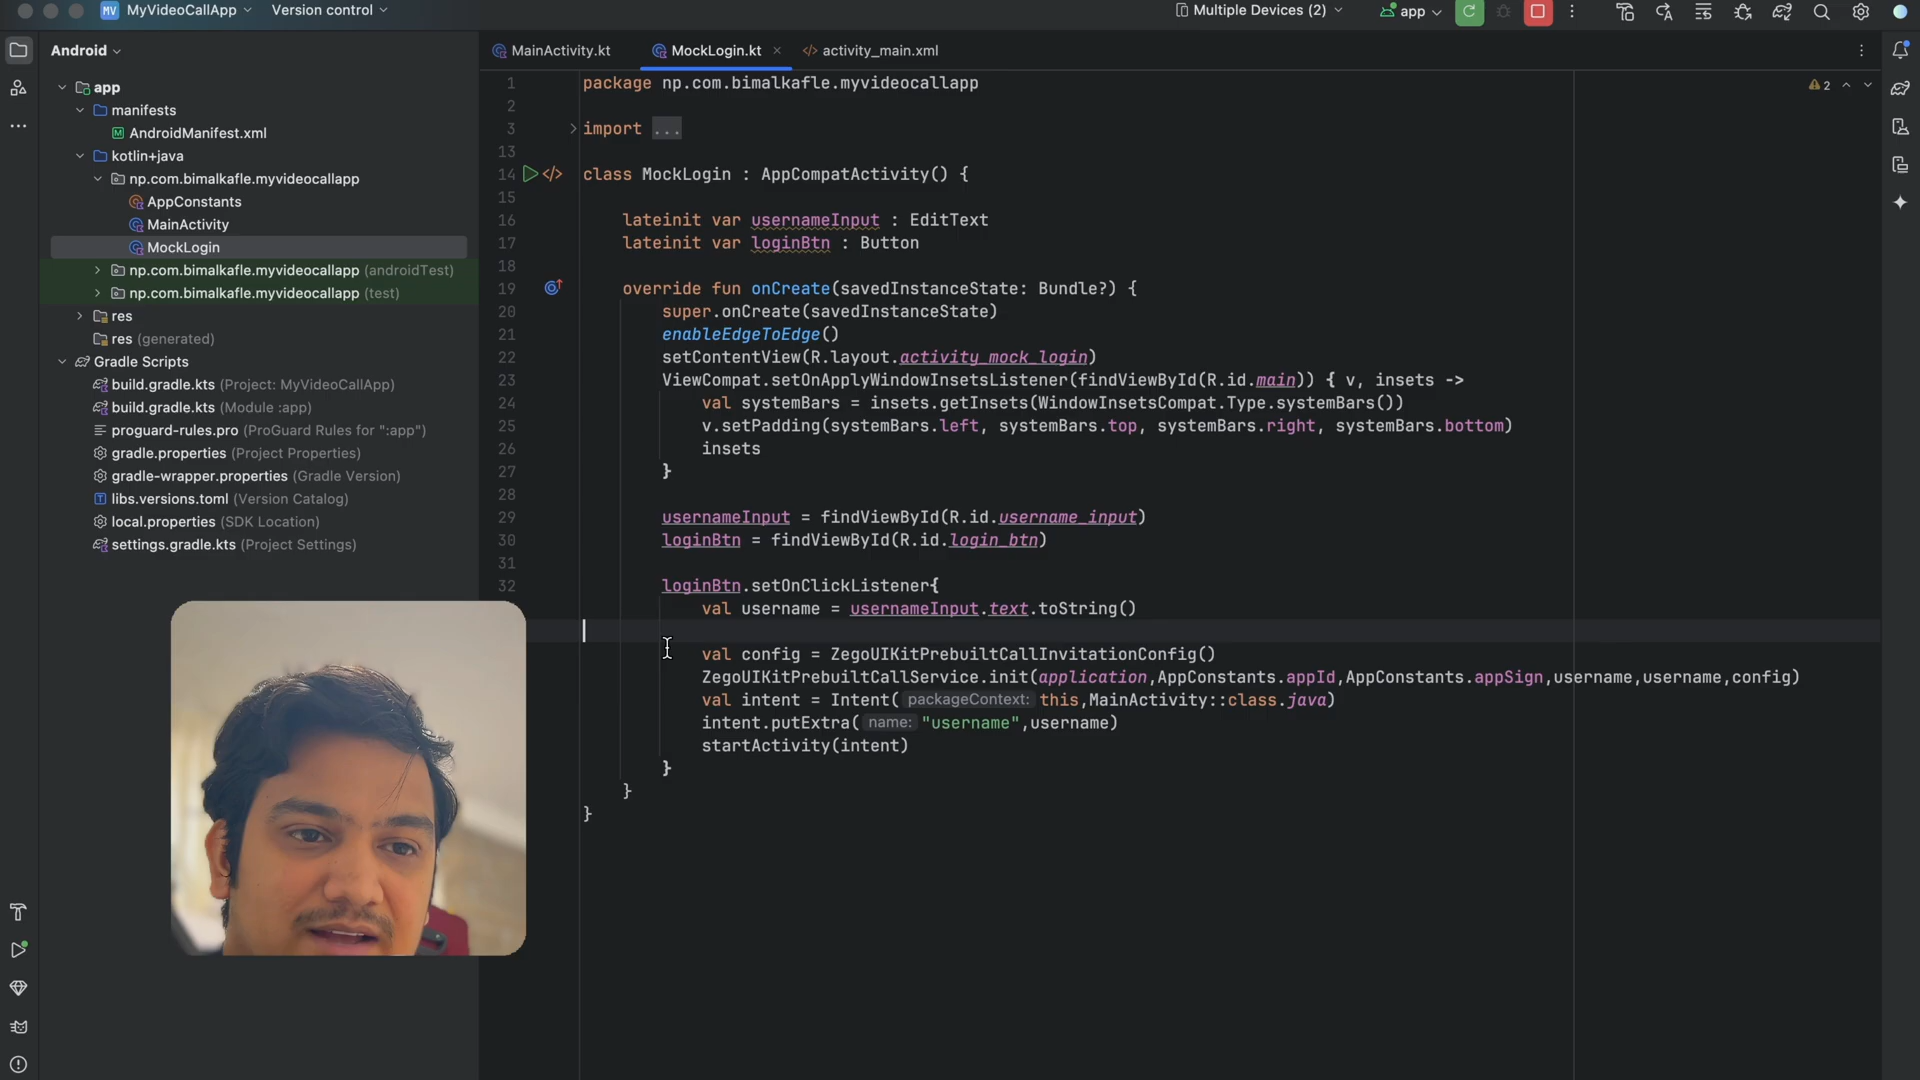 MV MyVideoCallApp Version control Multiple Devices (2) app
Android
app
manifests
AndroidManifest.xml
kotlin+java
np.com.bimalkafle.myvideocallapp
AppConstants
MainActivity
MockLogin
np.com.bimalkafle.myvideocallapp (androidTest)
np.com.bimalkafle.myvideocallapp (test)
res
res (generated)
Gradle Scripts
build.gradle.kts (Project: MyVideoCallApp)
build.gradle.kts (Module :app)
proguard-rules.pro (ProGuard Rules for ":app")
gradle.properties (Project Properties)
gradle-wrapper.properties (Gradle Version)
libs.versions.toml (Version Catalog)
local.properties (SDK Location)
settings.gradle.kts (Project Settings)
MainActivity.kt MockLogin.kt activity_main.xml
1 package np.com.bimalkafle.myvideocallapp 2
2
3 import ...
13
14 class MockLogin : AppCompatActivity() {
15
16 lateinit var usernameInput : EditText
17 lateinit var loginBtn : Button
18
19 override fun onCreate(savedInstanceState: Bundle?) {
20 super.onCreate(savedInstanceState)
21 enableEdgeToEdge()
22 setContentView(R.layout.activity_mock_login)
23 ViewCompat.setOnApplyWindowInsetsListener(findViewById(R.id.main)) { v, insets ->
24 val systemBars = insets.getInsets(WindowInsetsCompat.Type.systemBars())
25 v.setPadding(systemBars.left, systemBars.top, systemBars.right, systemBars.bottom)
26 insets
27 }
28
29 usernameInput = findViewById(R.id.username_input)
30 loginBtn = findViewById(R.id.login_btn)
31
32 loginBtn.setOnClickListener{
val username = usernameInput.text.toString()
val config = ZegoUIKitPrebuiltCallInvitationConfig()
ZegoUIKitPrebuiltCallService.init(application,AppConstants.appId,AppConstants.appSign,username,username,config)
val intent = Intent( packageContext: this,MainActivity::class.java)
intent.putExtra( name: "username",username)
startActivity(intent)
}
}
}